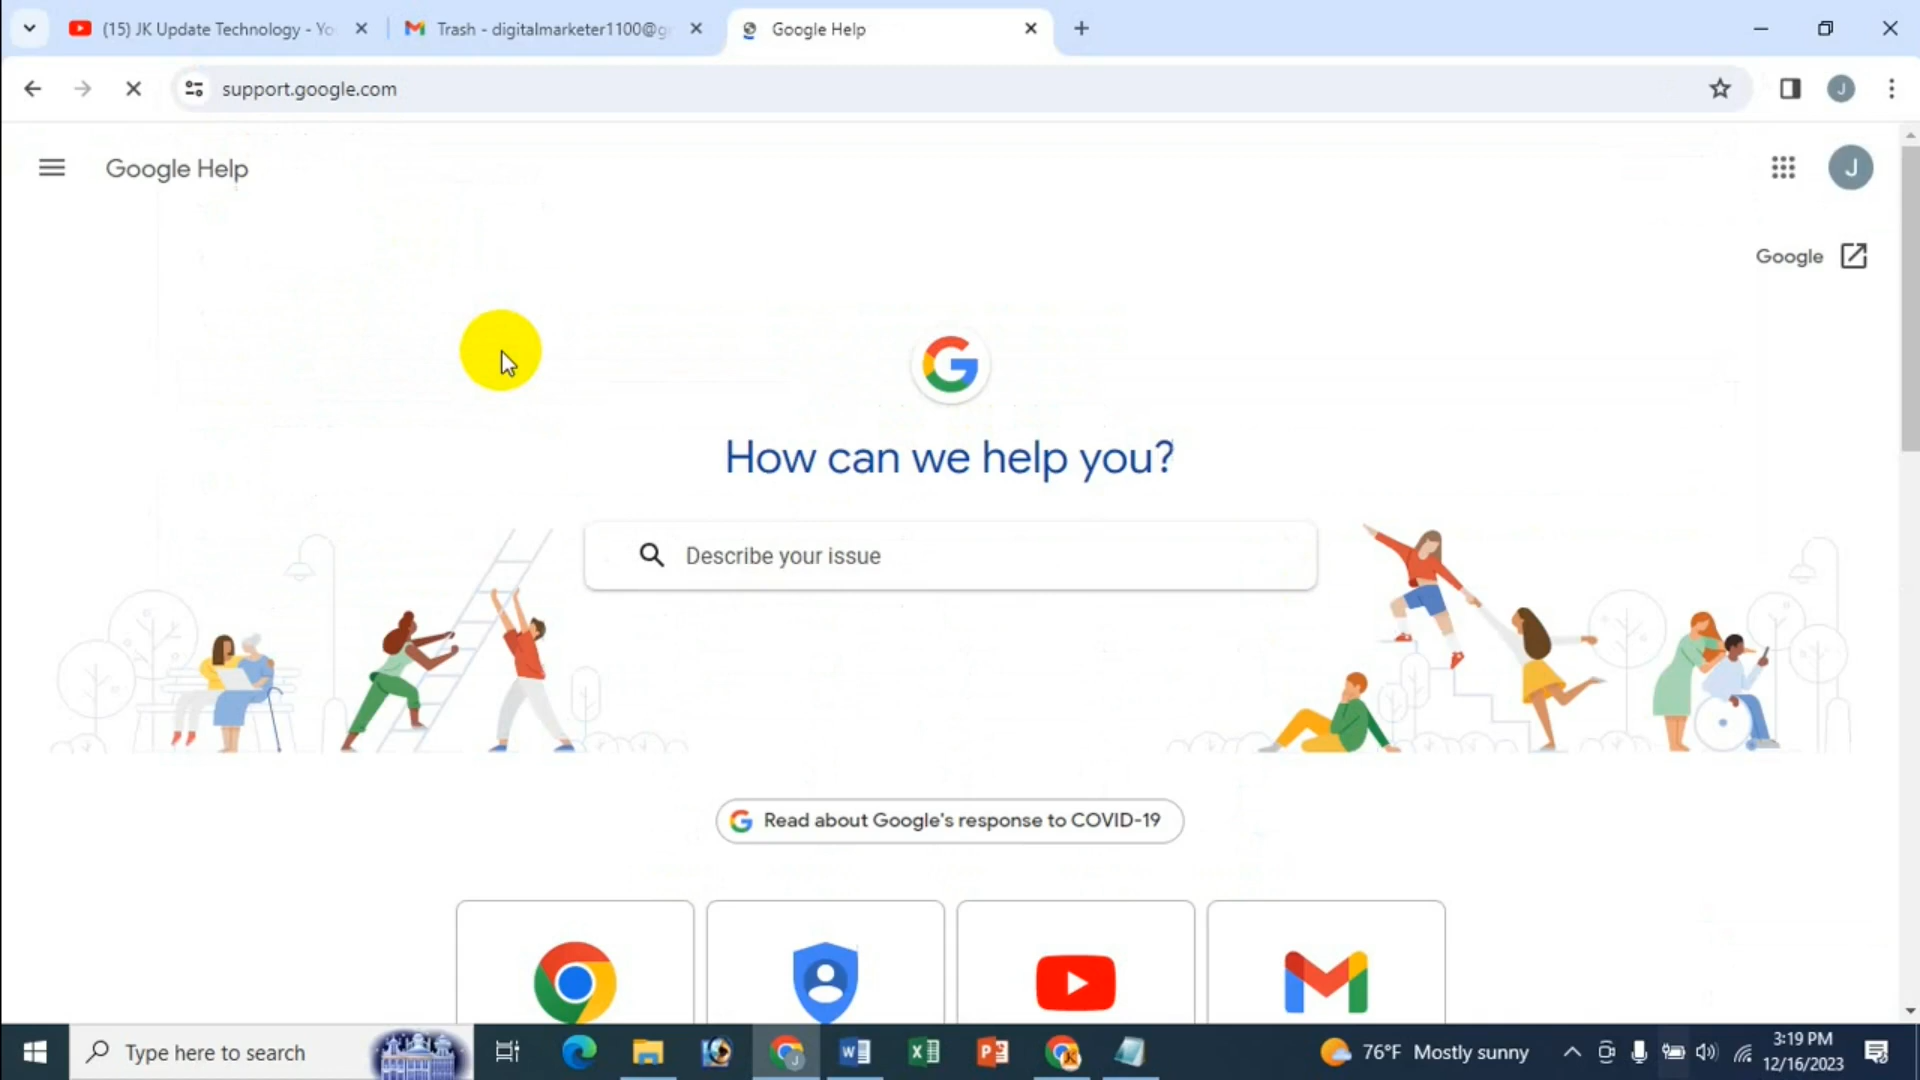 (15) JK Update Technology - Yo
Trash - digitalmarketer1100@g
Google Help
support.google.com
J
Google Help
J
Google
How can we help you?
Describe your issue
Read about Google's response to COVID-19
Type here to search
76°F Mostly sunny
3:19 PM
12/16/2023